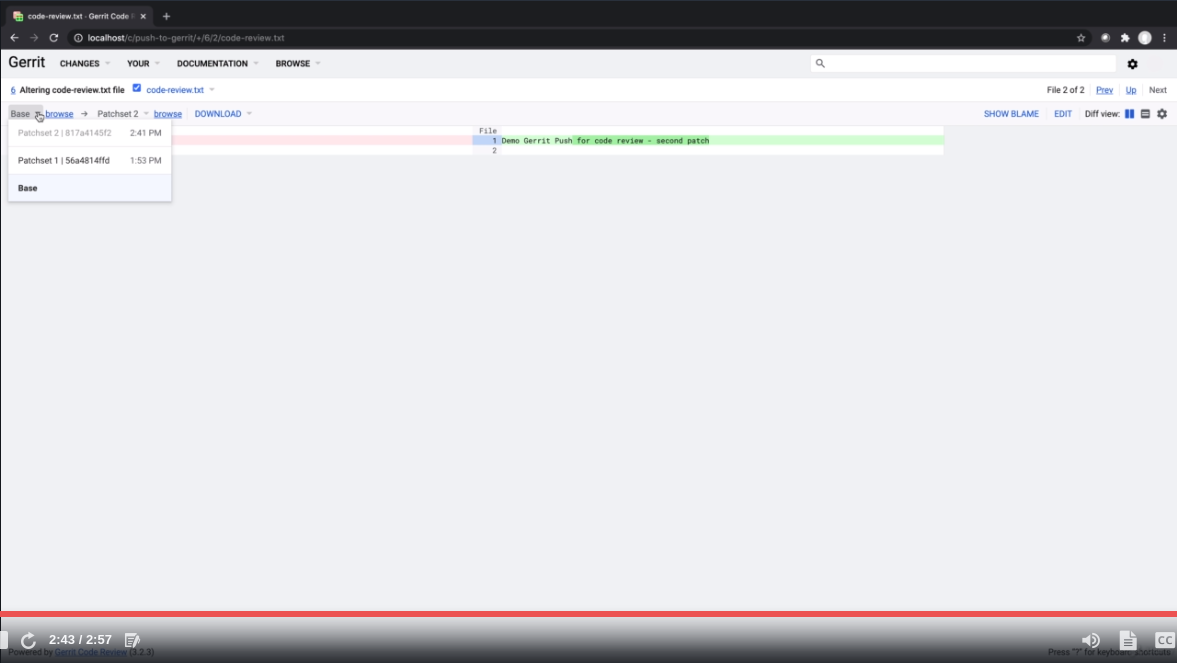 code-review.txt · Gerrit Code R
localhost/c/push-to-gerrit/+/6/2/code-review.txt
Gerrit CHANGES YOUR DOCUMENTATION BROWSE
6 Altering code-review.txt file code-review.txt File 2 of 2 Prev Up Next
Base browse → Patchset 2 browse DOWNLOAD SHOW BLAME EDIT Diff view:
File
Patchset 2 | 817a4145f2 2:41 PM
1 Demo Gerrit Push for code review - second patch
2
Patchset 1 | 56a4814ffd 1:53 PM
Base
2:43 / 2:57 CC
Powered by Gerrit Code Review (3.2.3) Press "?" for keyboard shortcuts